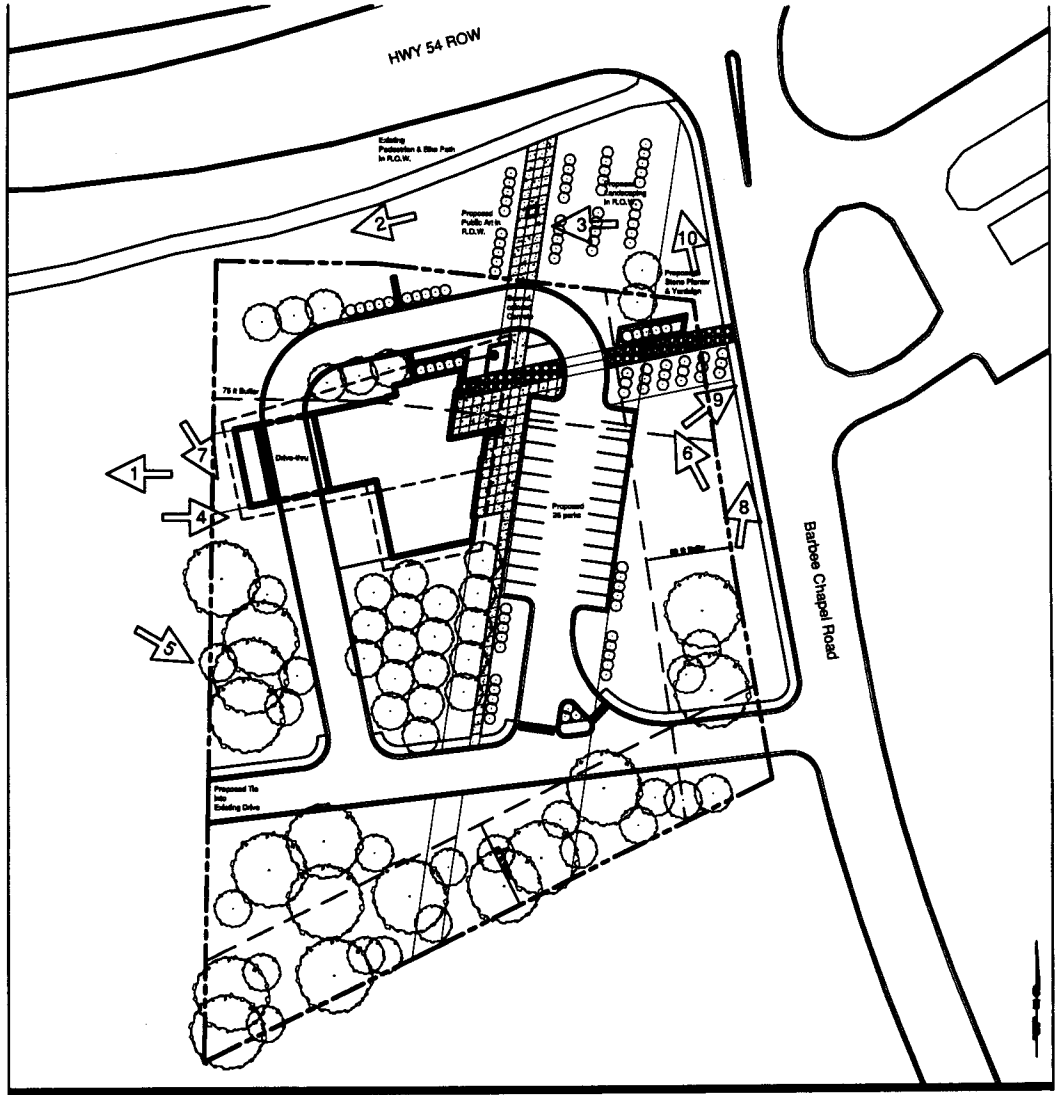 HWY 54 ROW
Existing
Pedestrian & Bike Path
in R.O.W.
Proposed
Public Art in
R.O.W.
Proposed
Landscaping
in R.O.W.
2
3
10
Proposed
Stone Planter
& Yardsign
75 ft Buffer
7
1
4
5
Drive-thru
9
6
8
Proposed
26 parks
Barbee Chapel Road
Proposed Tie
into
Existing Drive